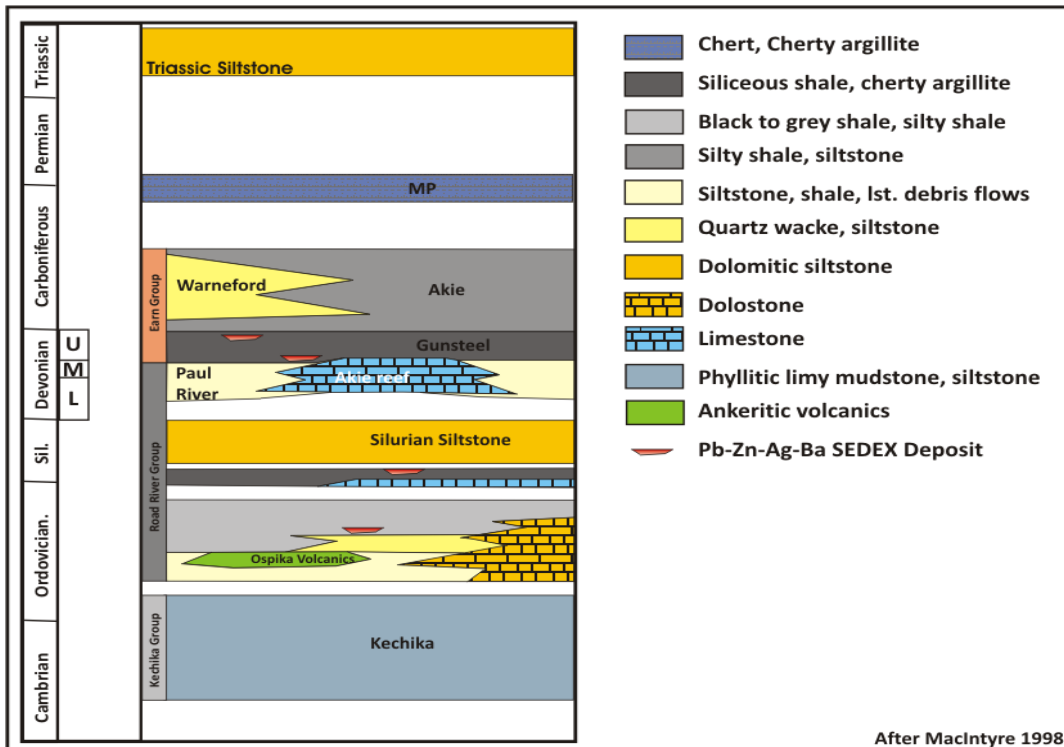 Triassic
Permian
Carboniferous
Devonian
Sil.
Ordovician.
Cambrian
U
M
L
Earn Group
Road River Group
Kechika Group
Triassic Siltstone
MP
Warneford
Akie
Gunsteel
Paul
River
Akie reef
Silurian Siltstone
Ospika Volcanics
Kechika
Chert, Cherty argillite
Siliceous shale, cherty argillite
Black to grey shale, silty shale
Silty shale, siltstone
Siltstone, shale, lst. debris flows
Quartz wacke, siltstone
Dolomitic siltstone
Dolostone
Limestone
Phyllitic limy mudstone, siltstone
Ankeritic volcanics
Pb-Zn-Ag-Ba SEDEX Deposit
After MacIntyre 1998